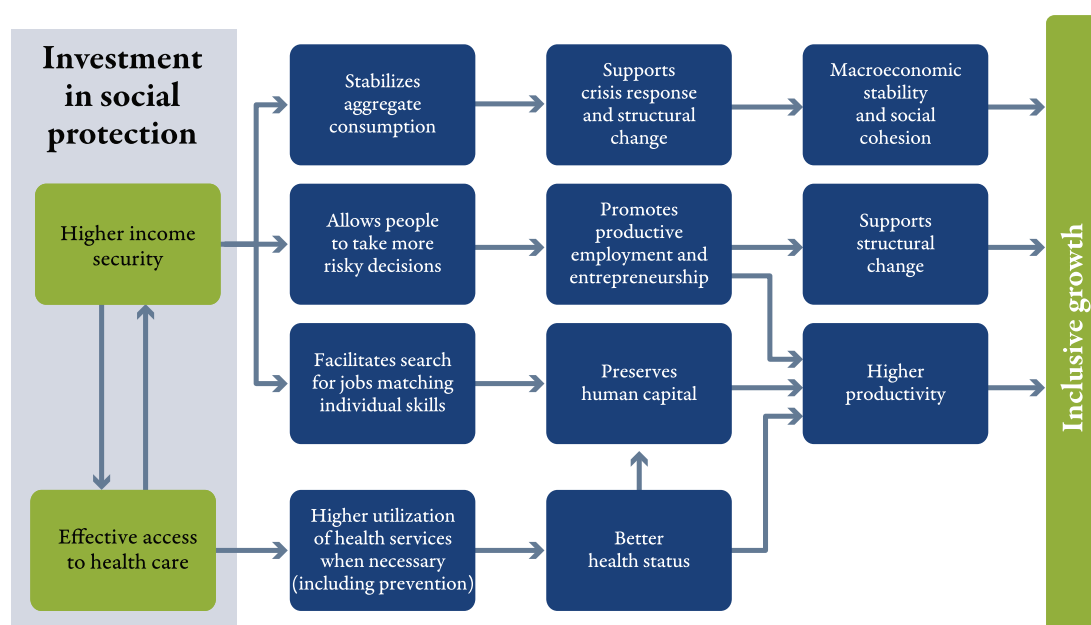 Investment
in social
protection
Higher income
security
Effective access
to health care
Stabilizes
aggregate
consumption
Supports
crisis response
and structural
change
Macroeconomic
stability
and social
cohesion
Allows people
to take more
risky decisions
Promotes
productive
employment and
entrepreneurship
Supports
structural
change
Facilitates search
for jobs matching
individual skills
Preserves
human capital
Higher
productivity
Higher utilization
of health services
when necessary
(including prevention)
Better
health status
Inclusive growth